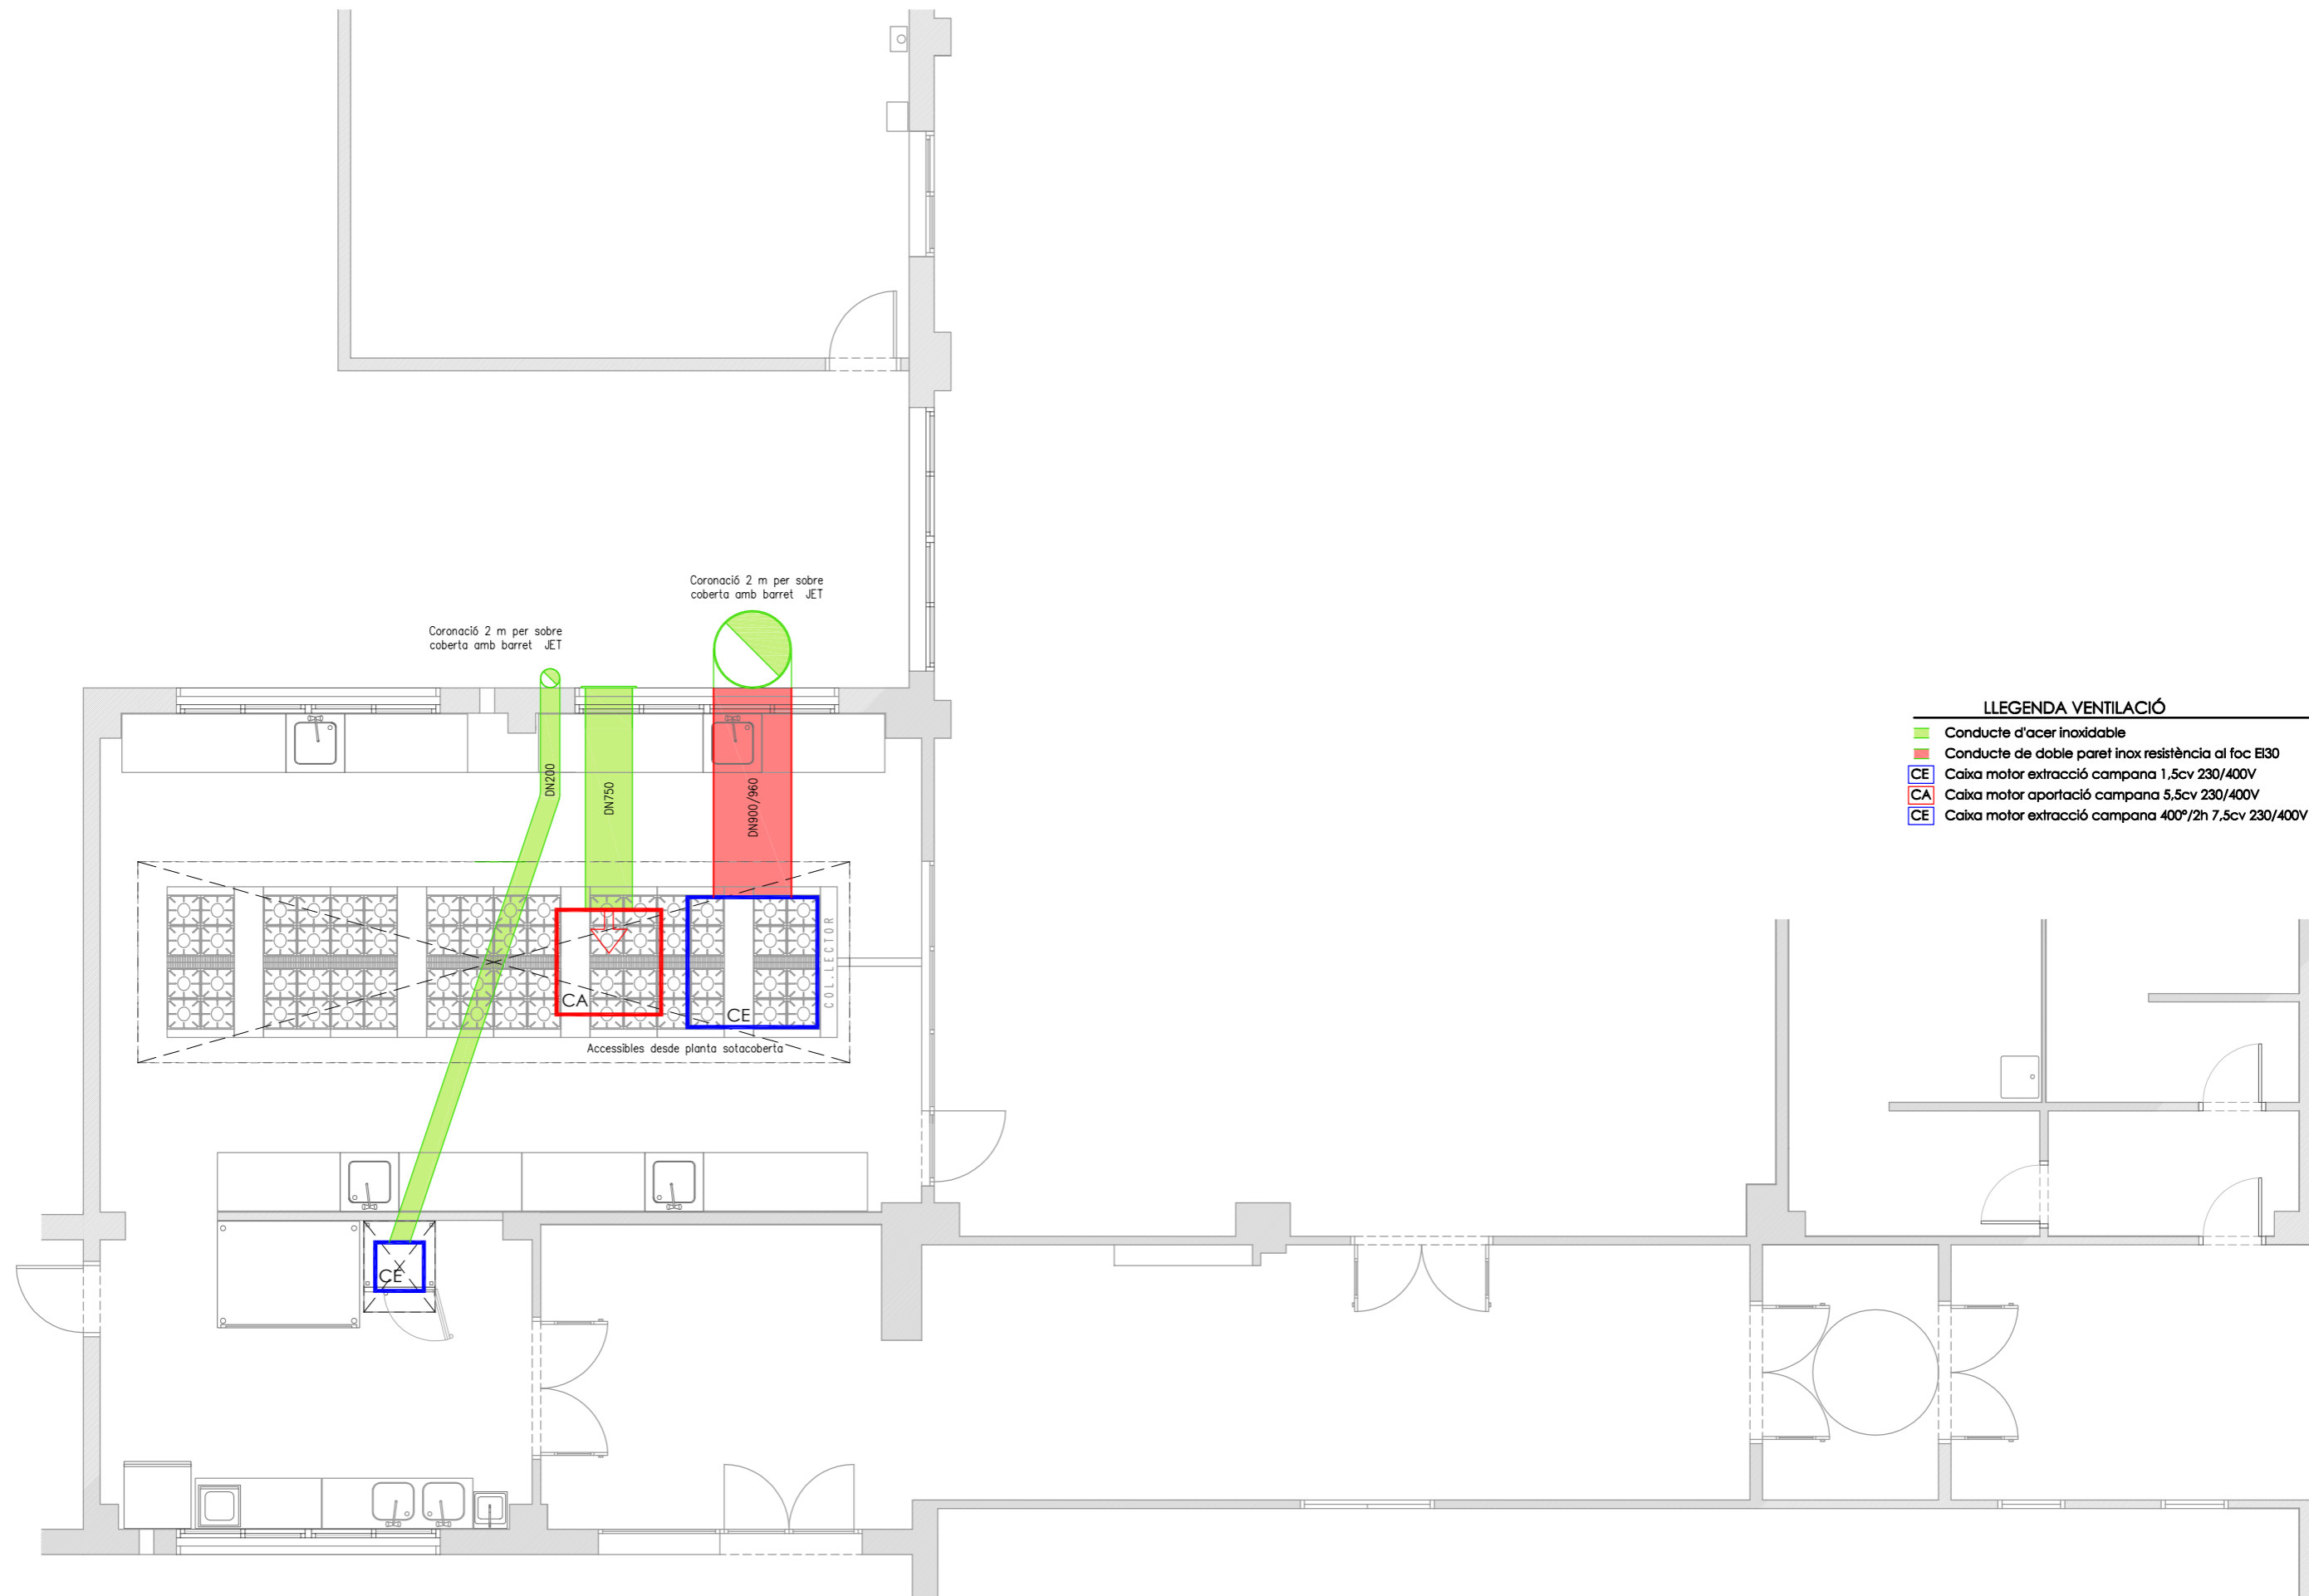 Coronació 2 m per sobre
coberta amb barret JET
Coronació 2 m per sobre
coberta amb barret JET
DN200
DN750
DN900/960
COL.LECTOR
CA
CE
Accessibles desde planta sotacoberta
CE
LLEGENDA VENTILACIÓ
Conducte d'acer inoxidable
Conducte de doble paret inox resistència al foc EI30
CE Caixa motor extracció campana 1,5cv 230/400V
CA Caixa motor aportació campana 5,5cv 230/400V
CE Caixa motor extracció campana 400º/2h 7,5cv 230/400V